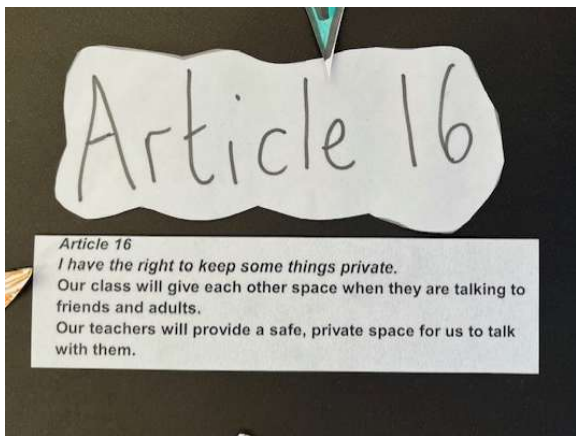 Article 16
Article 16
I have the right to keep some things private.
Our class will give each other space when they are talking to
friends and adults.
Our teachers will provide a safe, private space for us to talk
with them.